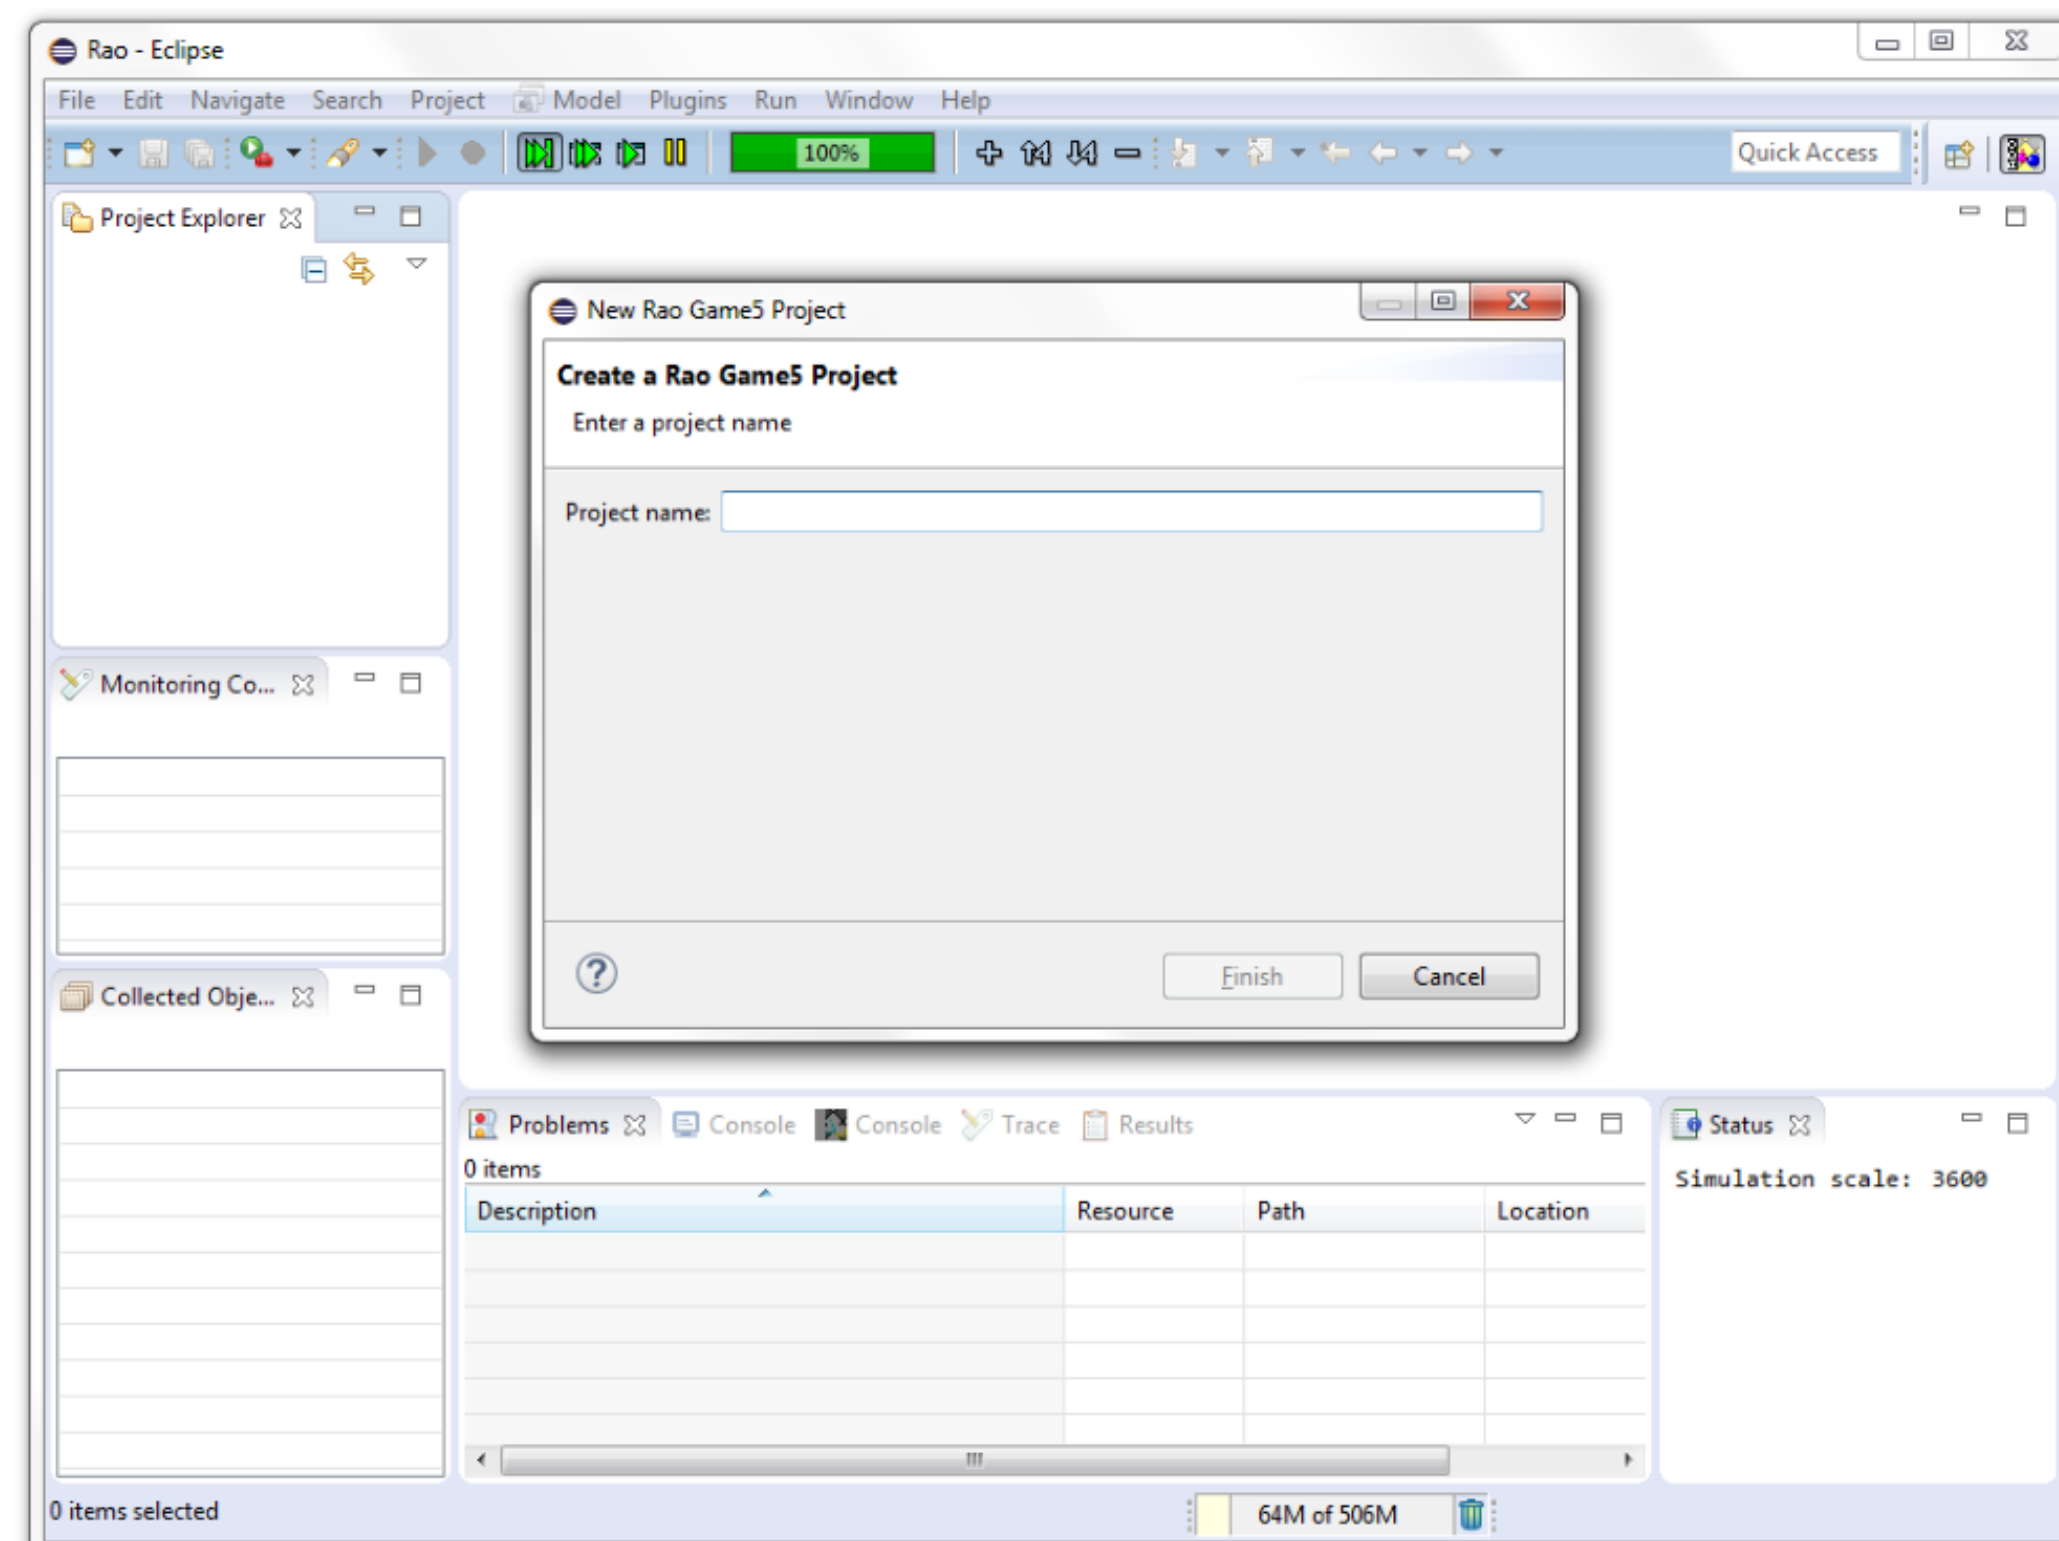 Rao - Eclipse
File Edit Navigate Search Project Model Plugins Run Window Help
100%
Quick Access
Project Explorer
New Rao Game5 Project
Create a Rao Game5 Project
Enter a project name
Project name:
Finish Cancel
Monitoring Co...
Collected Obje...
Problems Console Console Trace Results
0 items
Description Resource Path Location
Status
Simulation scale: 3600
0 items selected
64M of 506M